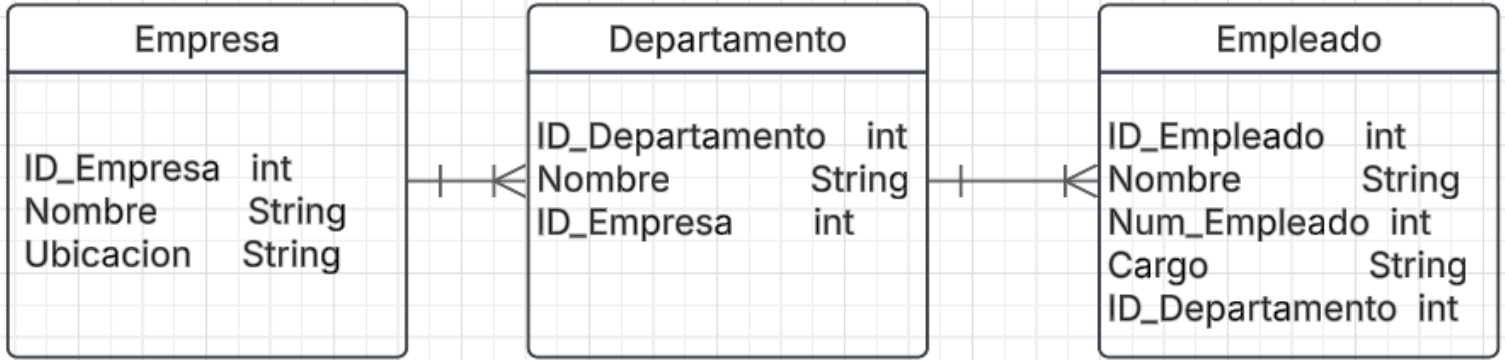 Empresa
ID_Empresa int
Nombre String
Ubicacion String
Departamento
ID_Departamento int
Nombre String
ID_Empresa int
Empleado
ID_Empleado int
Nombre String
Num_Empleado int
Cargo String
ID_Departamento int